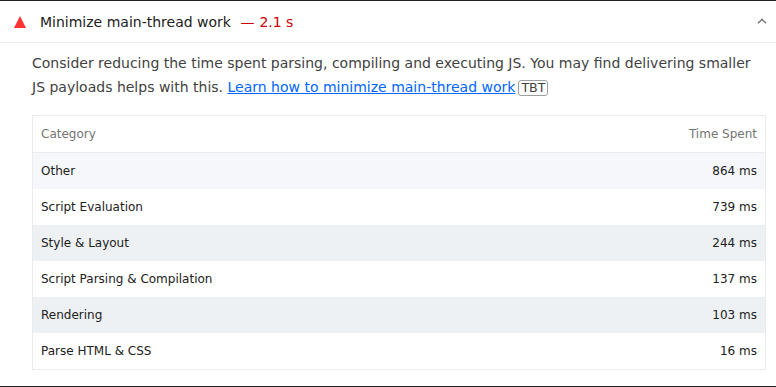 Minimize main-thread work — 2.1 s
Consider reducing the time spent parsing, compiling and executing JS. You may find delivering smaller
JS payloads helps with this. Learn how to minimize main-thread work TBT
Category Time Spent
Other 864 ms
Script Evaluation 739 ms
Style & Layout 244 ms
Script Parsing & Compilation 137 ms
Rendering 103 ms
Parse HTML & CSS 16 ms